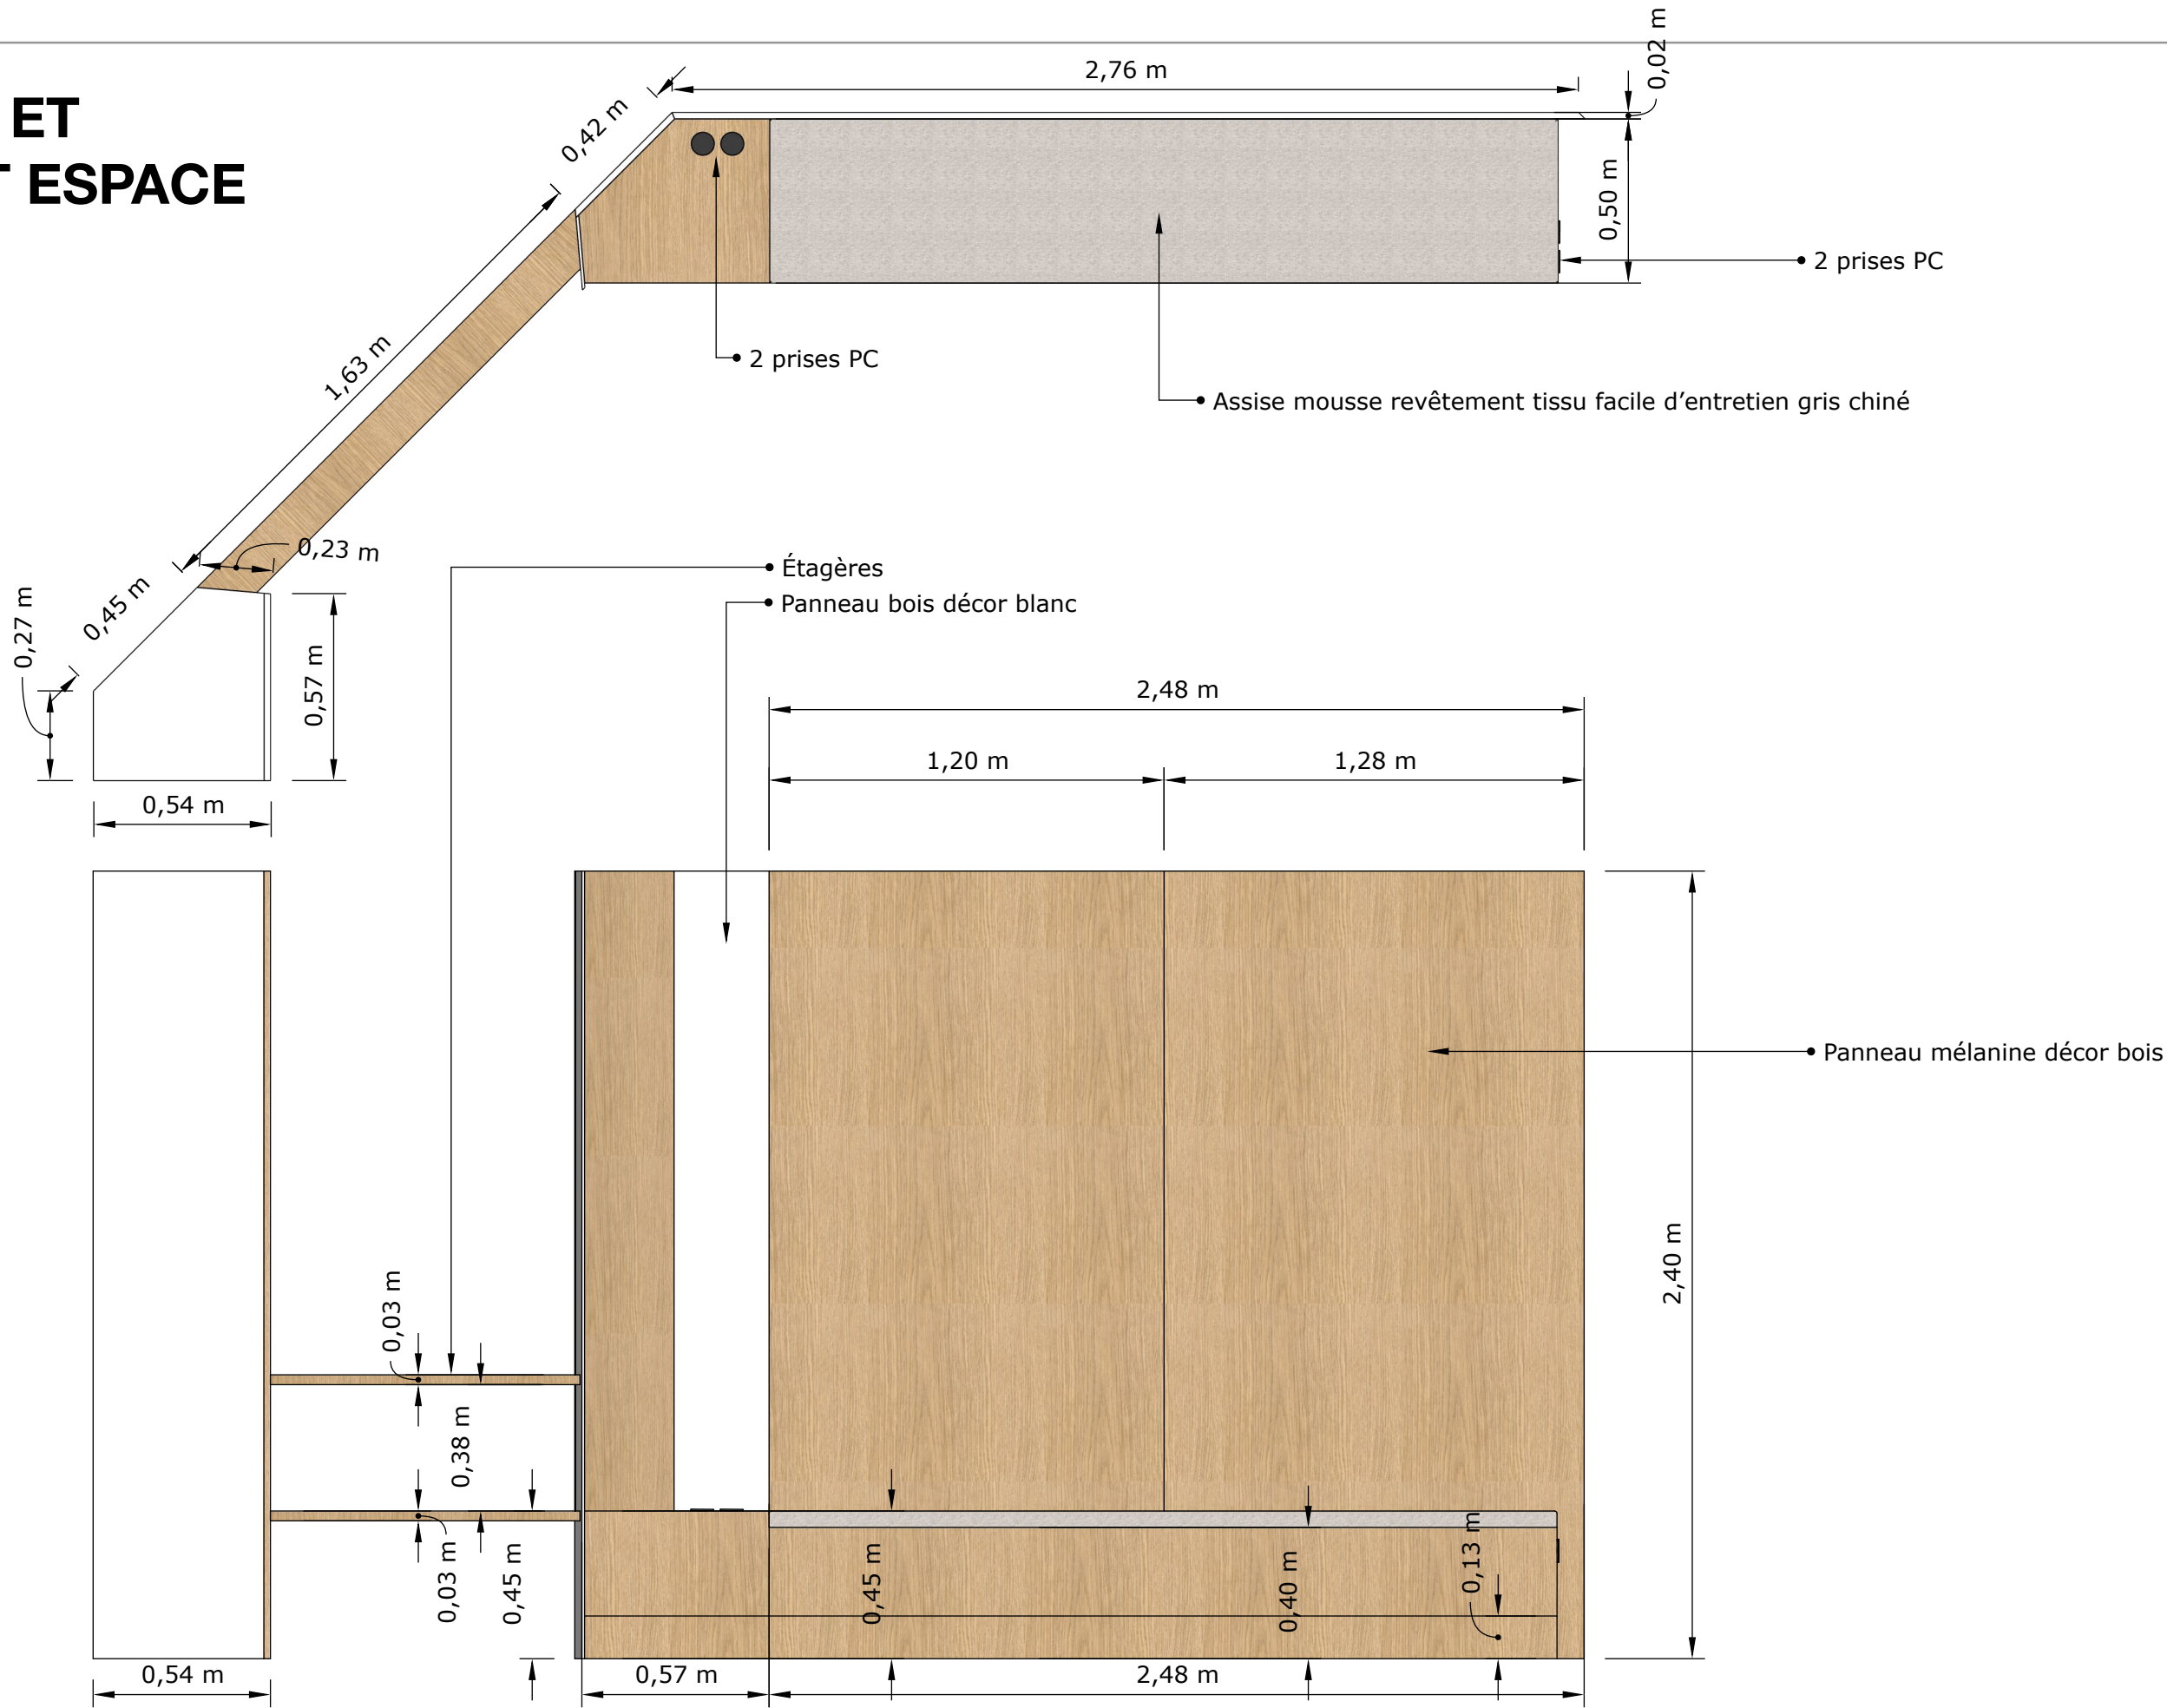 ET
T ESPACE
2,76 m
0,02 m
0,42 m
0,50 m
2 prises PC
2 prises PC
Assise mousse revêtement tissu facile d’entretien gris chiné
1,63 m
0,23 m
0,45 m
0,27 m
0,57 m
0,54 m
Étagères
Panneau bois décor blanc
2,48 m
1,20 m
1,28 m
Panneau mélanine décor bois
2,40 m
0,03 m
0,38 m
0,03 m
0,45 m
0,45 m
0,40 m
0,13 m
0,54 m
0,57 m
2,48 m